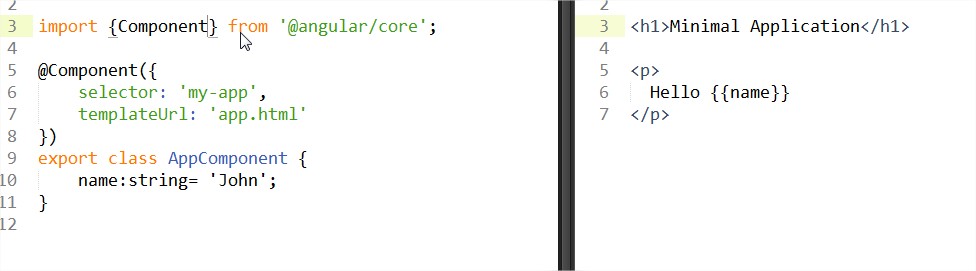 2
3 import {Component} from '@angular/core';
4
5 @Component({
6     selector: 'my-app',
7     templateUrl: 'app.html'
8 })
9 export class AppComponent {
10     name:string= 'John';
11 }
12
2
3 <h1>Minimal Application</h1>
4
5 <p>
6   Hello {{name}}
7 </p>